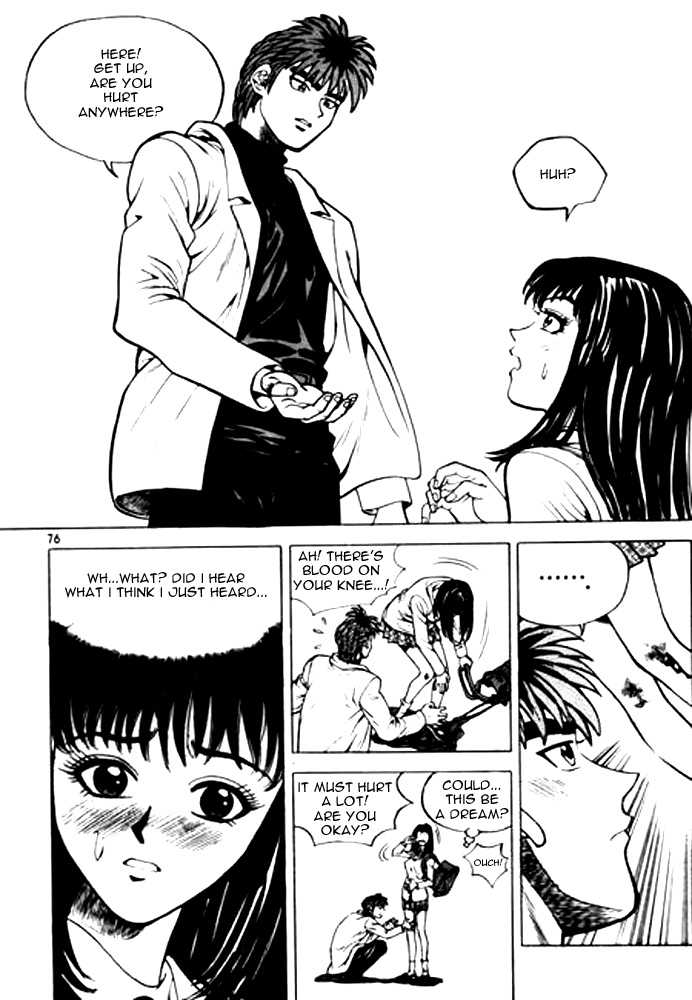 HERE!
GET UP,
ARE YOU
HURT
ANYWHERE?
HUH?
76
WH...WHAT? DID I HEAR
WHAT I THINK I JUST HEARD...
AH! THERE'S
BLOOD ON
YOUR KNEE...!
.......
IT MUST HURT
A LOT!
ARE YOU
OKAY?
COULD...
THIS BE
A DREAM?
OUCH!